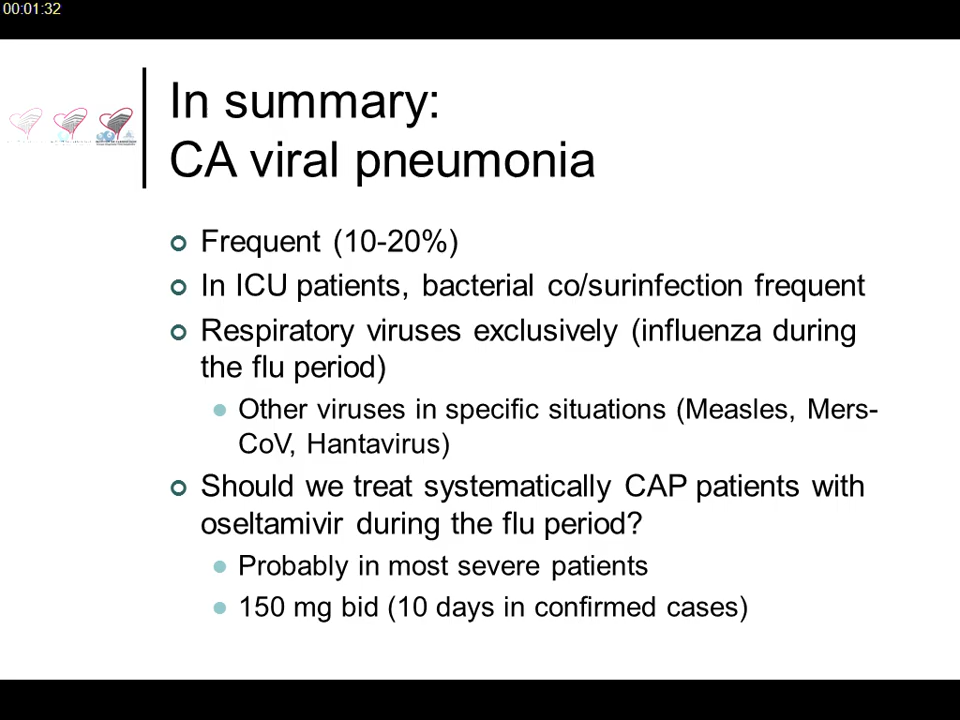 00:01:32
In summary:
CA viral pneumonia
Frequent (10-20%)
In ICU patients, bacterial co/surinfection frequent
Respiratory viruses exclusively (influenza during
the flu period)
Other viruses in specific situations (Measles, Mers-
CoV, Hantavirus)
Should we treat systematically CAP patients with
oseltamivir during the flu period?
Probably in most severe patients
150 mg bid (10 days in confirmed cases)